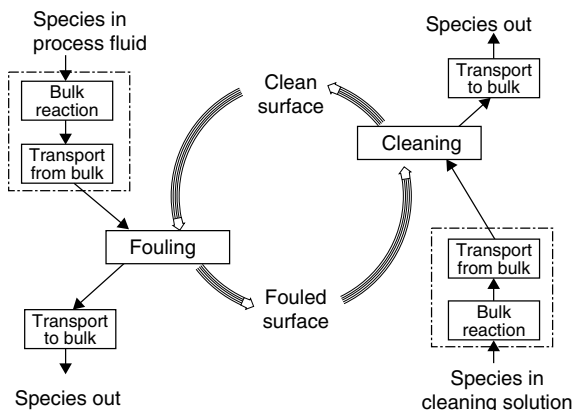 Species in
process fluid
Bulk
reaction
Transport
from bulk
Fouling
Transport
to bulk
Species out
Clean
surface
Fouled
surface
Species out
Transport
to bulk
Cleaning
Transport
from bulk
Bulk
reaction
Species in
cleaning solution